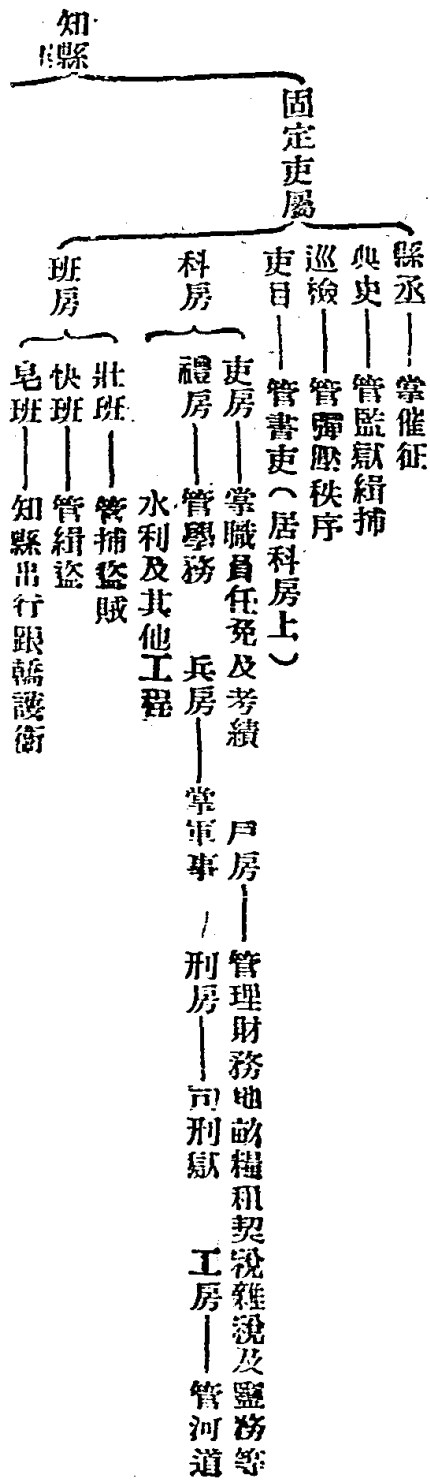 知縣
固定吏屬
縣丞——掌催征
典史——管監獄緝捕
巡檢——管彈壓秩序
吏目——管書吏(居科房上)
科房
吏房——掌職員任免及考績 戶房——管理財務地畝糧租契稅雜稅及鹽務等
禮房——管學務 兵房——掌軍事 刑房——司刑獄 工房——管河道
水利及其他工程
班房
壯班——管捕盜賊
快班——管緝盜
皂班——知縣出行跟轎護衛